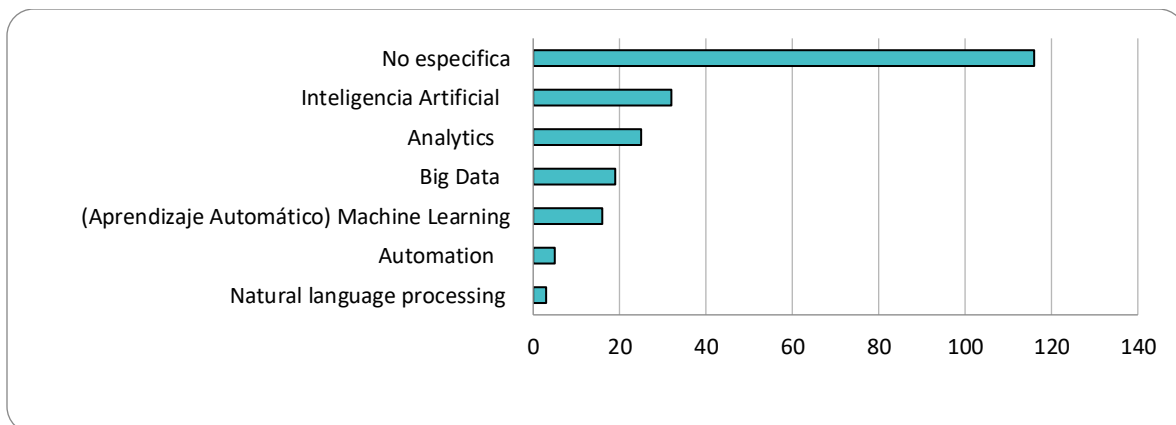 No especifica
Inteligencia Artificial
Analytics
Big Data
(Aprendizaje Automático) Machine Learning
Automation
Natural language processing
0 20 40 60 80 100 120 140